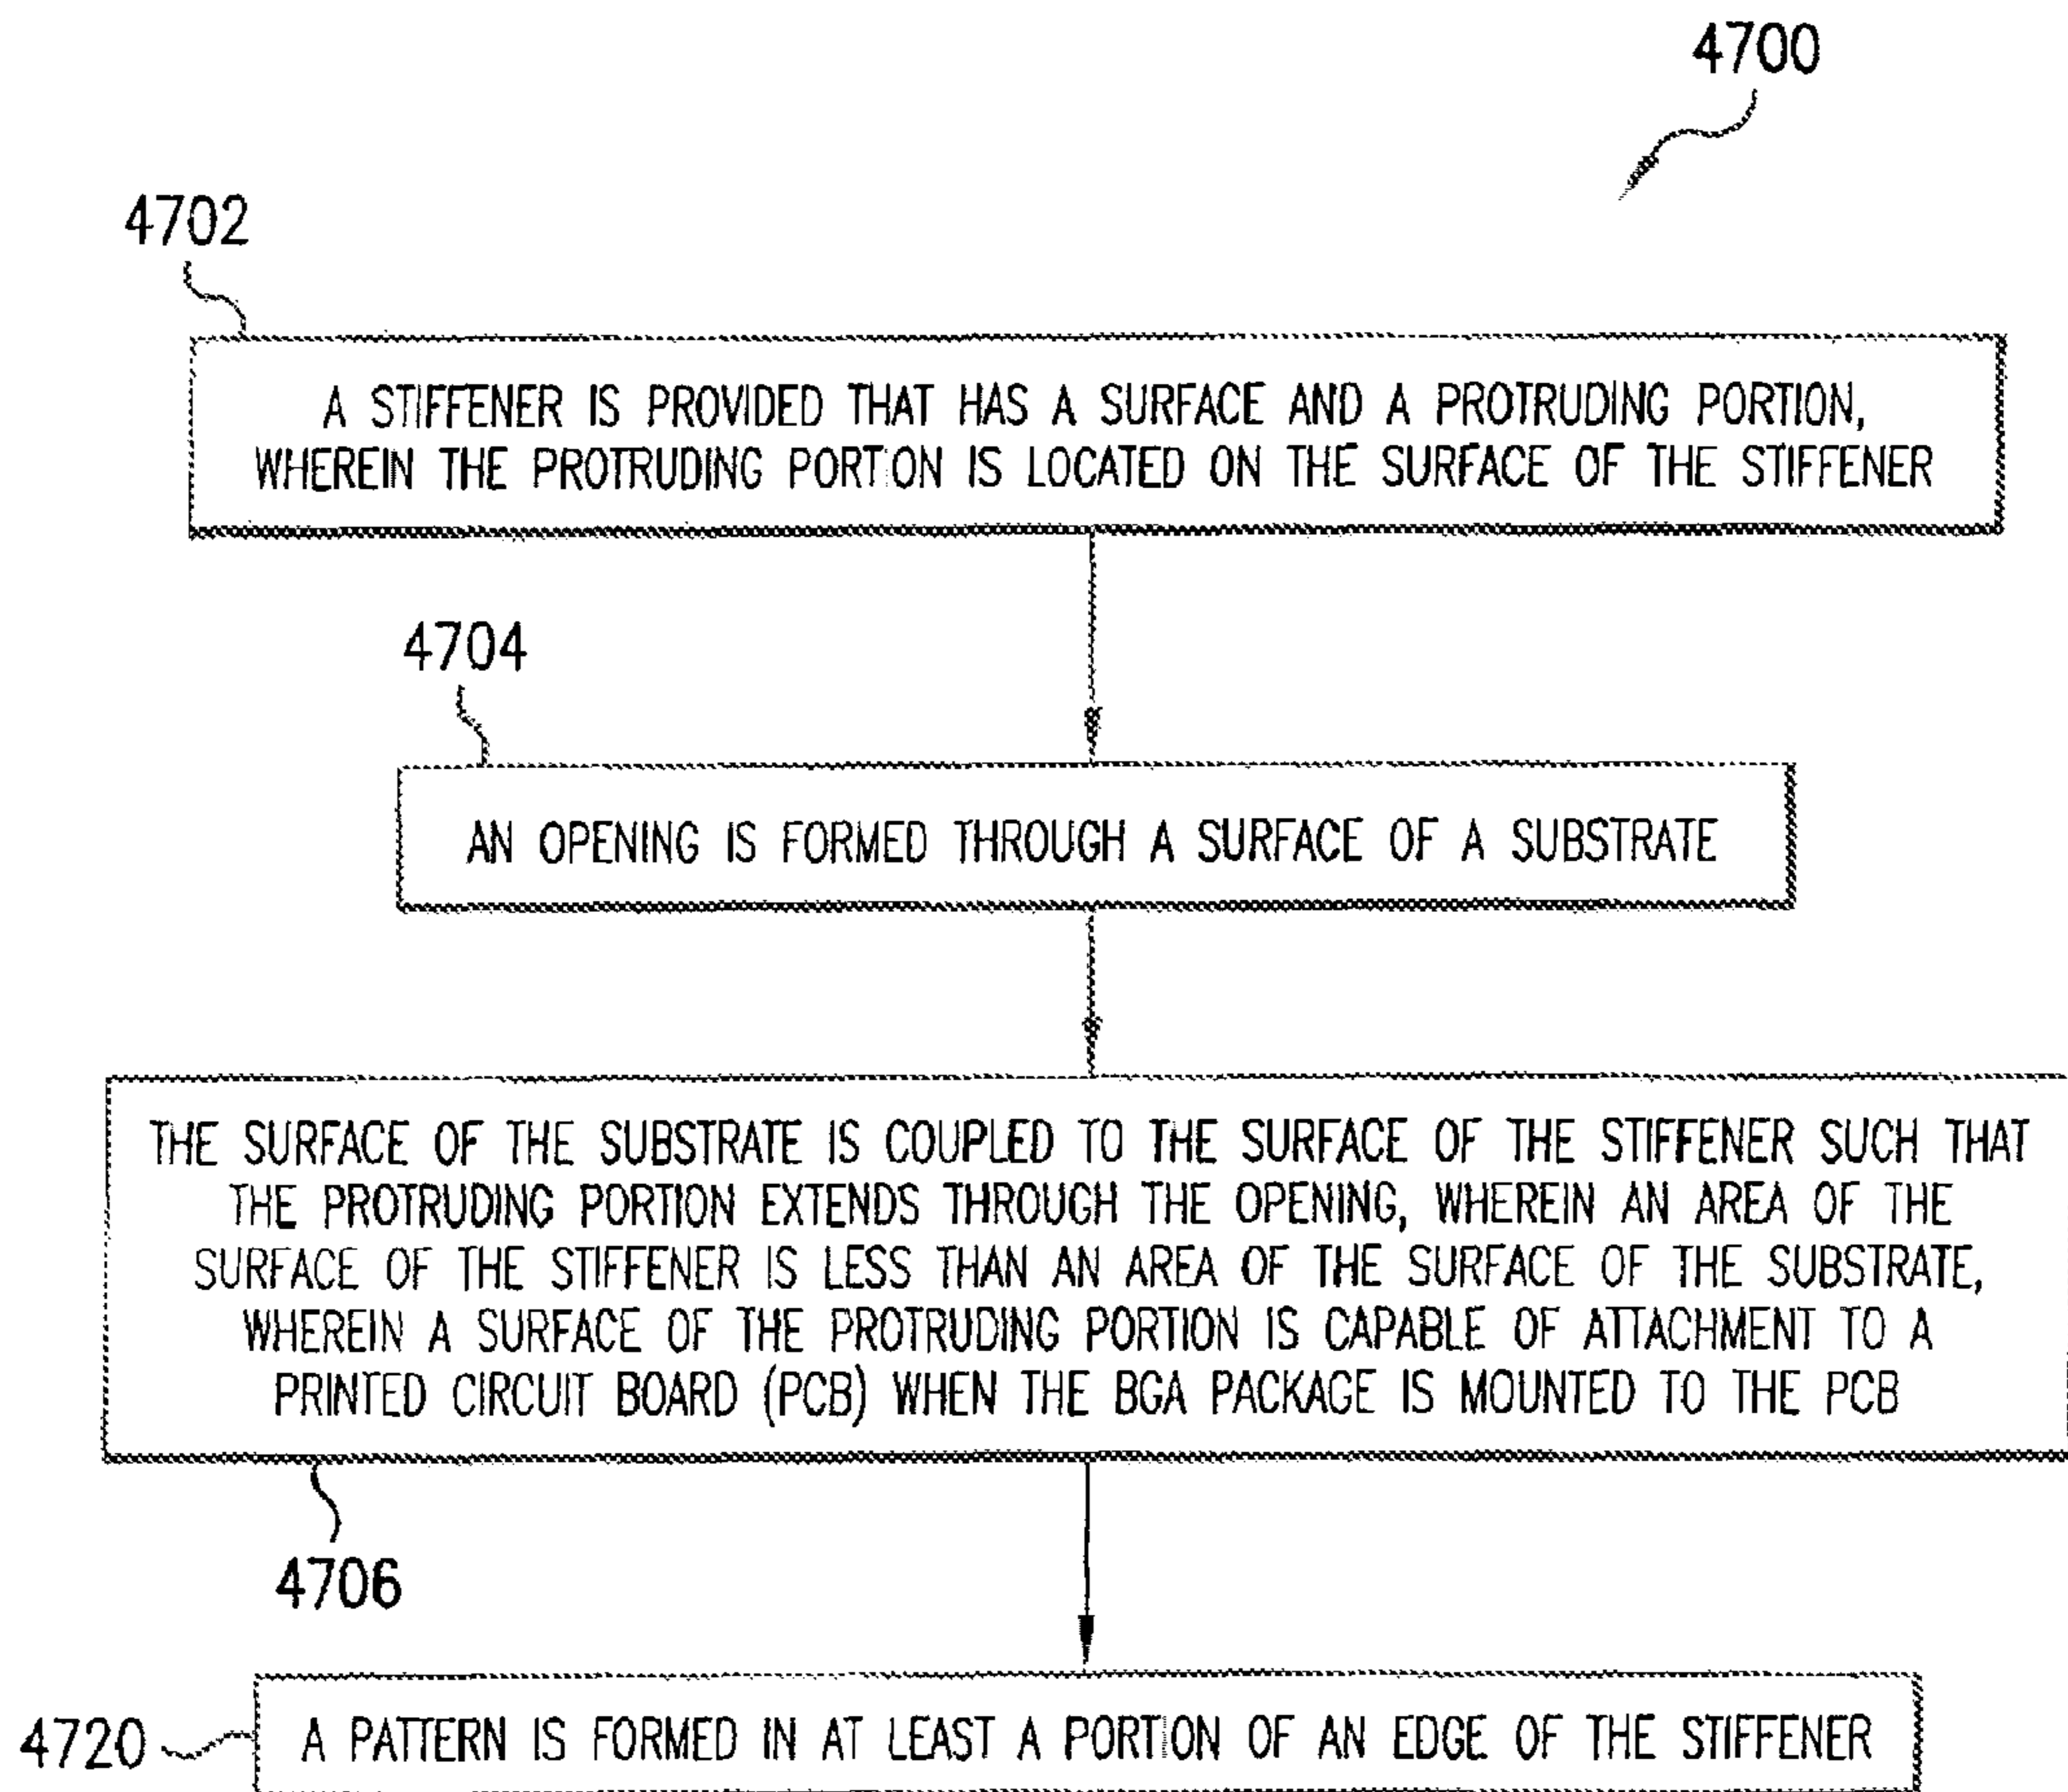 4700
4702
A STIFFENER IS PROVIDED THAT HAS A SURFACE AND A PROTRUDING PORTION,
WHEREIN THE PROTRUDING PORTION IS LOCATED ON THE SURFACE OF THE STIFFENER
4704
AN OPENING IS FORMED THROUGH A SURFACE OF A SUBSTRATE
THE SURFACE OF THE SUBSTRATE IS COUPLED TO THE SURFACE OF THE STIFFENER SUCH THAT
THE PROTRUDING PORTION EXTENDS THROUGH THE OPENING, WHEREIN AN AREA OF THE
SURFACE OF THE STIFFENER IS LESS THAN AN AREA OF THE SURFACE OF THE SUBSTRATE,
WHEREIN A SURFACE OF THE PROTRUDING PORTION IS CAPABLE OF ATTACHMENT TO A
PRINTED CIRCUIT BOARD (PCB) WHEN THE BGA PACKAGE IS MOUNTED TO THE PCB
4706
4720
A PATTERN IS FORMED IN AT LEAST A PORTION OF AN EDGE OF THE STIFFENER